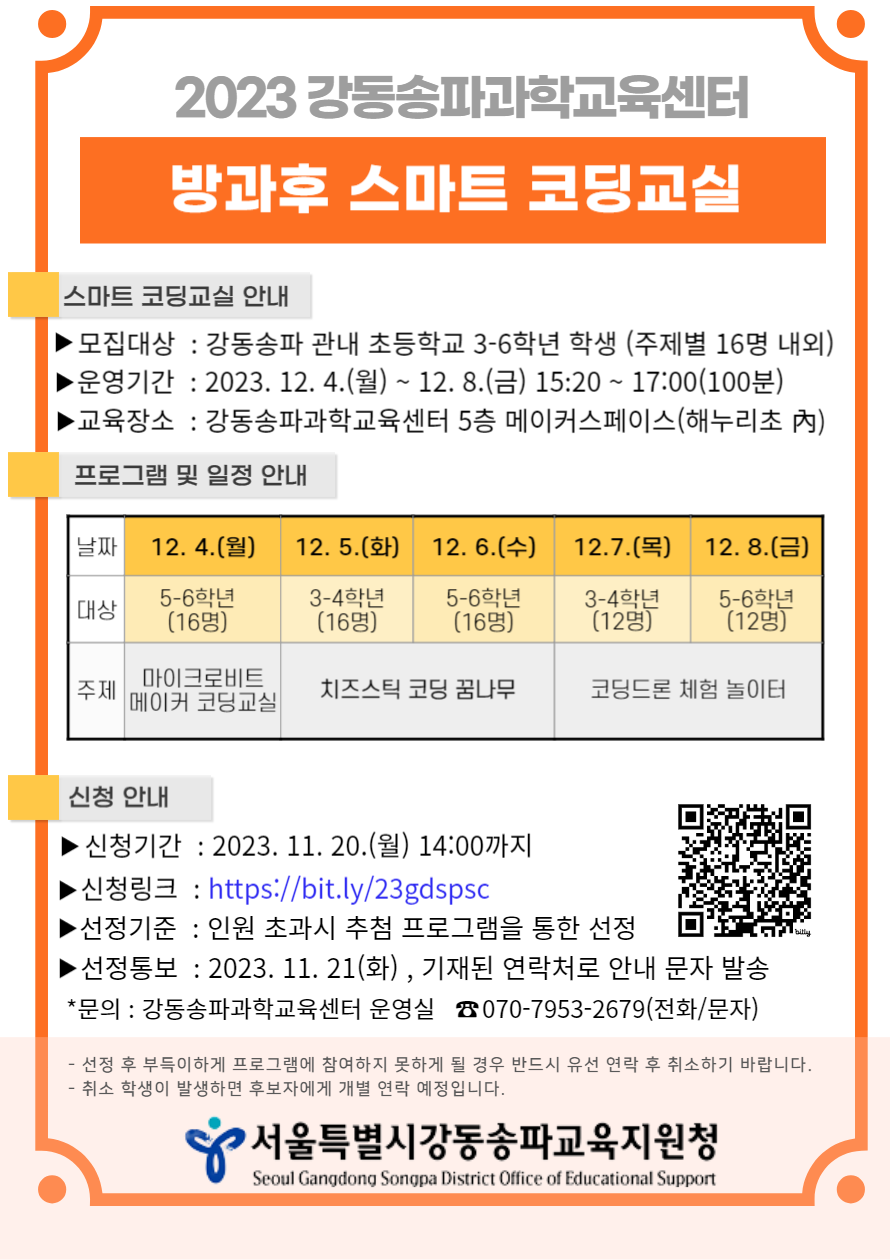 2023 강동송파과학교육센터
방과후 스마트 코딩교실
스마트 코딩교실 안내
▶모집대상 : 강동송파 관내 초등학교 3-6학년 학생 (주제별 16명 내외)
▶운영기간 : 2023. 12. 4.(월) ~ 12. 8.(금) 15:20 ~ 17:00(100분)
▶교육장소 : 강동송파과학교육센터 5층 메이커스페이스(해누리초 內)
프로그램 및 일정 안내
날짜 12. 4.(월) 12. 5.(화) 12. 6.(수) 12.7.(목) 12. 8.(금)
대상 5-6학년 (16명) 3-4학년 (16명) 5-6학년 (16명) 3-4학년 (12명) 5-6학년 (12명)
주제 마이크로비트 메이커 코딩교실 치즈스틱 코딩 꿈나무 코딩드론 체험 놀이터
신청 안내
▶신청기간 : 2023. 11. 20.(월) 14:00까지
▶신청링크 : https://bit.ly/23gdspsc
▶선정기준 : 인원 초과시 추첨 프로그램을 통한 선정
▶선정통보 : 2023. 11. 21(화) , 기재된 연락처로 안내 문자 발송
*문의 : 강동송파과학교육센터 운영실 ☎070-7953-2679(전화/문자)
- 선정 후 부득이하게 프로그램에 참여하지 못하게 될 경우 반드시 유선 연락 후 취소하기 바랍니다.
- 취소 학생이 발생하면 후보자에게 개별 연락 예정입니다.
서울특별시강동송파교육지원청
Seoul Gangdong Songpa District Office of Educational Support